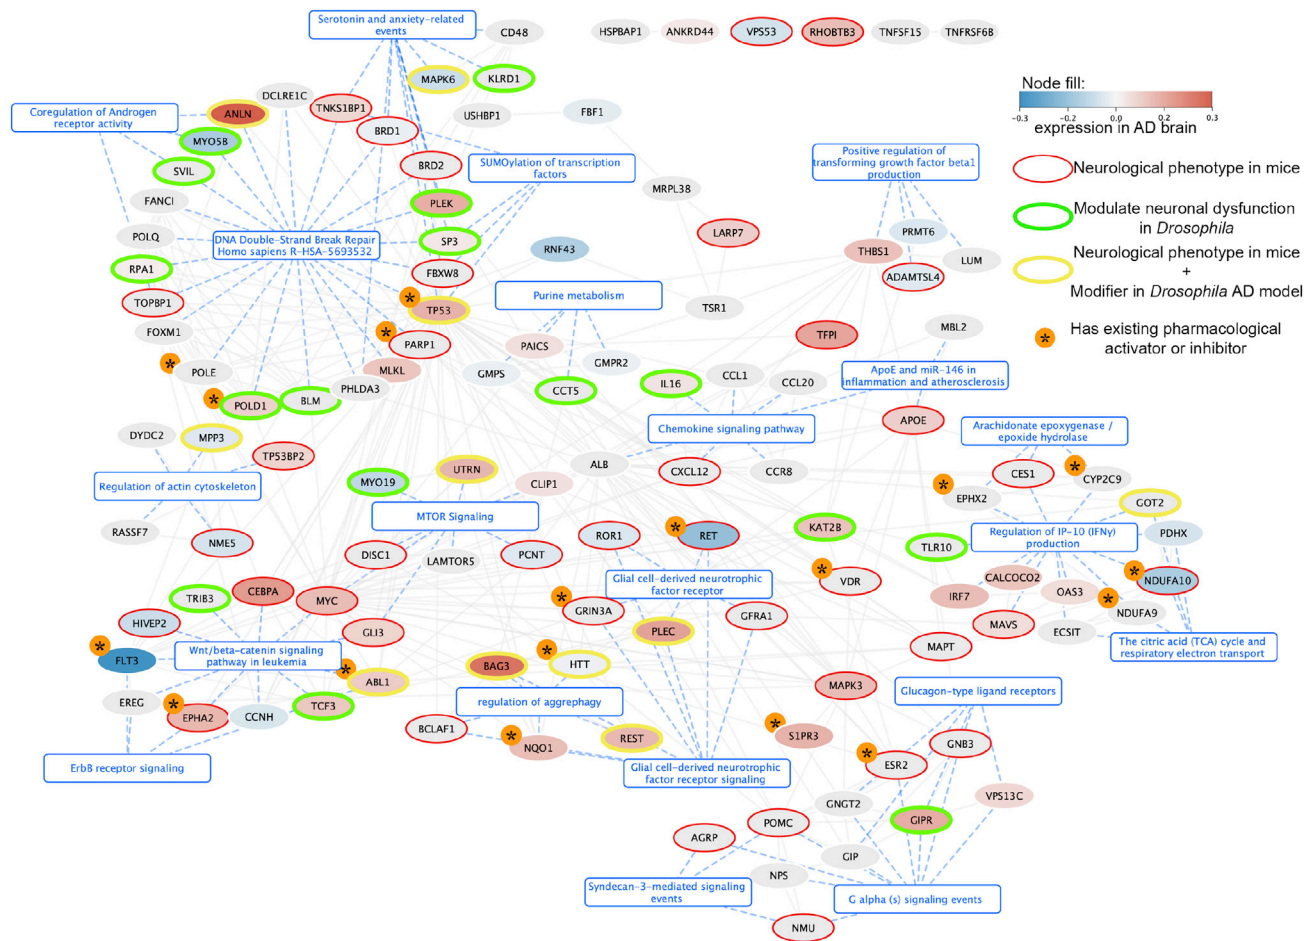 Serotonin and anxiety-related
events
CD48
HSPBAP1
ANKRD44
VPS53
RHOBTB3
TNFSF15
TNFRSF6B
MAPK6
KLRD1
Node fill:
-0.3
-0.2
0.0
0.2
0.3
expression in AD brain
DCLRE1C
Coregulation of Androgen
receptor activity
ANLN
TNKS1BP1
USHBP1
FBF1
BRD1
MYO5B
Positive regulation of
transforming growth factor beta1
production
Neurological phenotype in mice
SVIL
BRD2
SUMOylation of transcription
factors
MRPL38
FANCI
PLEK
Modulate neuronal dysfunction
in Drosophila
POLQ
DNA Double-Strand Break Repair
Homo sapiens R-HSA-5693532
SP3
RNF43
LARP7
PRMT6
THBS1
LUM
Neurological phenotype in mice
+
Modifier in Drosophila AD model
RPA1
FBXW8
ADAMTSL4
TOPBP1
Purine metabolism
* TP53
TSR1
FOXM1
* PARP1
PAICS
TFPI
MBL2
* Has existing pharmacological
activator or inhibitor
* POLE
MLKL
GMPS
GMPR2
CCL1
ApoE and miR-146 in
inflammation and atherosclerosis
* POLD1
BLM
PHLDA3
CCT5
IL16
CCL20
DYDC2
MPP3
Chemokine signaling pathway
APOE
Arachidonate epoxygenase /
epoxide hydrolase
TP53BP2
Regulation of actin cytoskeleton
MYO19
UTRN
CLIP1
ALB
CXCL12
CCR8
CES1
* CYP2C9
* EPHX2
GOT2
RASSF7
NME5
MTOR Signaling
ROR1
* RET
KAT2B
TLR10
Regulation of IP-10 (IFNγ)
production
PDHX
DISC1
LAMTOR5
PCNT
Glial cell-derived neurotrophic
factor receptor
* VDR
CALCOCO2
* NDUFA10
TRIB3
CEBPA
MYC
* GRIN3A
GFRA1
IRF7
OAS3
* NDUFA9
HIVEP2
GLI3
PLEC
MAVS
ECSIT
* FLT3
Wnt/beta-catenin signaling
pathway in leukemia
BAG3
* HTT
MAPT
The citric acid (TCA) cycle and
respiratory electron transport
* ABL1
EREG
* EPHA2
CCNH
TCF3
regulation of aggrephagy
MAPK3
Glucagon-type ligand receptors
BCLAF1
* NQO1
REST
* S1PR3
GNB3
ErbB receptor signaling
Glial cell-derived neurotrophic
factor receptor signaling
* ESR2
VPS13C
GNGT2
AGRP
POMC
GIPR
GIP
NPS
Syndecan-3-mediated signaling
events
G alpha (s) signaling events
NMU